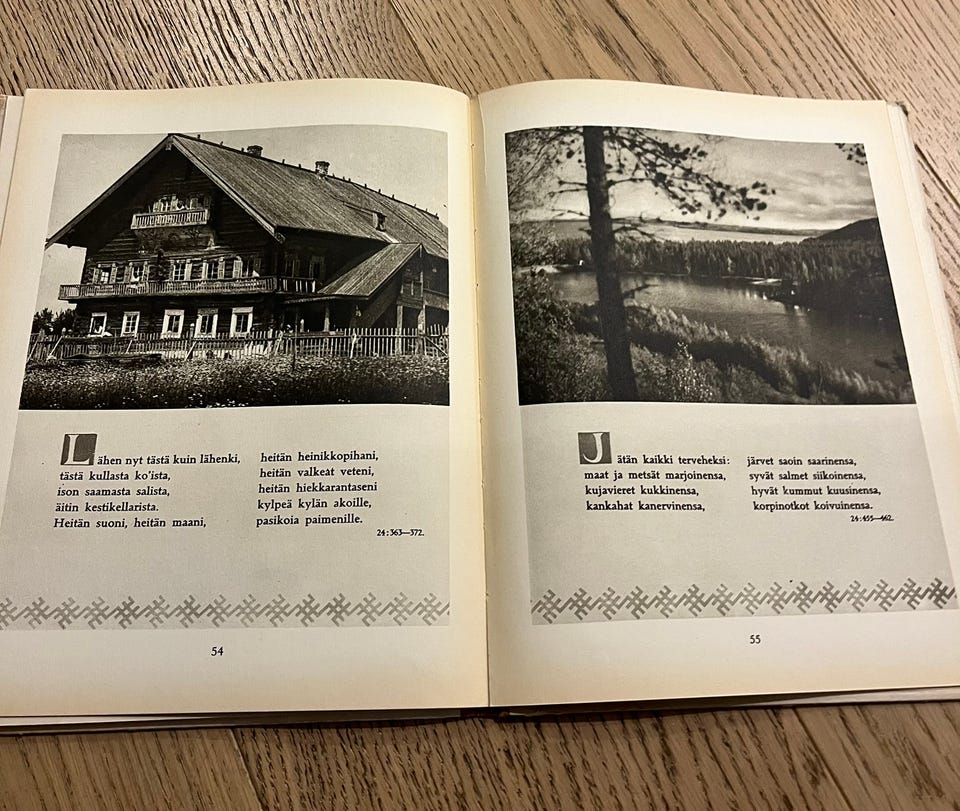 Lähen nyt tästä kuin lähenki,
tästä kullasta ko'ista,
ison saamasta salista,
äitin kestikellarista.
Heitän suoni, heitän maani,
heitän heinikkopihani,
heitän valkeat veteni,
heitän hiekkarantaseni
kylpeä kylän akoille,
pasikoia paimenille.
24:363—372.
54
Jätän kaikki terveheksi:
maat ja metsät marjoinensa,
kujavieret kukkinensa,
kankahat kanervinensa,
järvet saoin saarinensa,
syvät salmet siikoinensa,
hyvät kummut kuusinensa,
korpinotkot koivuinensa.
24:455—462.
55